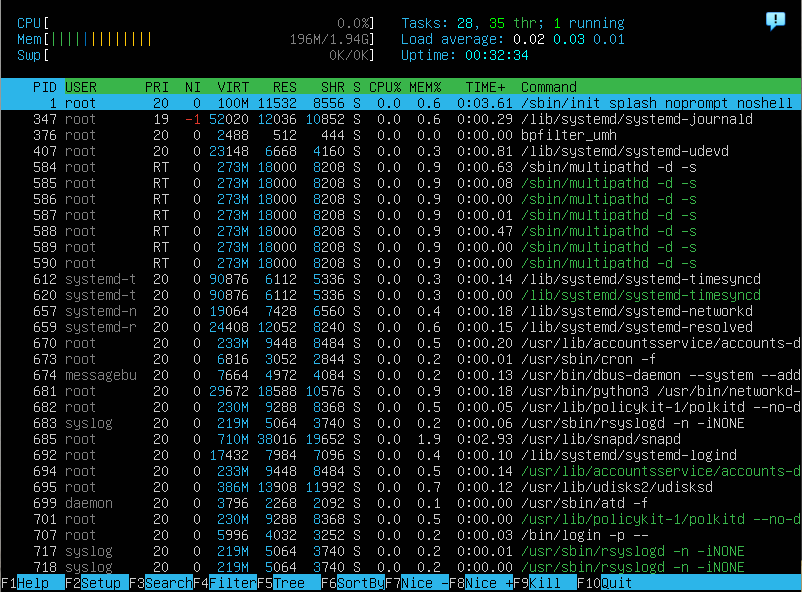 CPU[ 0.0%] Tasks: 28, 35 thr; 1 running
Mem[||||||||||||| 196M/1.94G] Load average: 0.02 0.03 0.01
Swp[ 0K/0K] Uptime: 00:32:34
PID USER PRI NI VIRT RES SHR S CPU% MEM% TIME+ Command
1 root 20 0 100M 11532 8556 S 0.0 0.6 0:03.61 /sbin/init splash noprompt noshell
347 root 19 -1 52020 12036 10852 S 0.0 0.6 0:00.29 /lib/systemd/systemd-journald
376 root 20 0 2488 512 444 S 0.0 0.0 0:00.00 bpfilter_umh
407 root 20 0 23148 6668 4160 S 0.0 0.3 0:00.81 /lib/systemd/systemd-udevd
584 root RT 0 273M 18000 8208 S 0.0 0.9 0:00.63 /sbin/multipathd -d -s
585 root RT 0 273M 18000 8208 S 0.0 0.9 0:00.08 /sbin/multipathd -d -s
586 root RT 0 273M 18000 8208 S 0.0 0.9 0:00.00 /sbin/multipathd -d -s
587 root RT 0 273M 18000 8208 S 0.0 0.9 0:00.01 /sbin/multipathd -d -s
588 root RT 0 273M 18000 8208 S 0.0 0.9 0:00.47 /sbin/multipathd -d -s
589 root RT 0 273M 18000 8208 S 0.0 0.9 0:00.00 /sbin/multipathd -d -s
590 root RT 0 273M 18000 8208 S 0.0 0.9 0:00.00 /sbin/multipathd -d -s
612 systemd-t 20 0 90876 6112 5336 S 0.0 0.3 0:00.14 /lib/systemd/systemd-timesyncd
620 systemd-t 20 0 90876 6112 5336 S 0.0 0.3 0:00.00 /lib/systemd/systemd-timesyncd
657 systemd-n 20 0 19064 7428 6560 S 0.0 0.4 0:00.18 /lib/systemd/systemd-networkd
659 systemd-r 20 0 24408 12052 8240 S 0.0 0.6 0:00.15 /lib/systemd/systemd-resolved
670 root 20 0 233M 9448 8484 S 0.0 0.5 0:00.20 /usr/lib/accountsservice/accounts-d
673 root 20 0 6816 3052 2844 S 0.0 0.2 0:00.01 /usr/sbin/cron -f
674 messagebu 20 0 7664 4972 4084 S 0.0 0.2 0:00.13 /usr/bin/dbus-daemon --system --add
681 root 20 0 29672 18588 10576 S 0.0 0.9 0:00.18 /usr/bin/python3 /usr/bin/networkd-
682 root 20 0 230M 9288 8368 S 0.0 0.5 0:00.05 /usr/lib/policykit-1/polkitd --no-d
683 syslog 20 0 219M 5064 3740 S 0.0 0.2 0:00.06 /usr/sbin/rsyslogd -n -iNONE
685 root 20 0 710M 38016 19652 S 0.0 1.9 0:02.93 /usr/lib/snapd/snapd
692 root 20 0 17432 7984 7096 S 0.0 0.4 0:00.10 /lib/systemd/systemd-logind
694 root 20 0 233M 9448 8484 S 0.0 0.5 0:00.14 /usr/lib/accountsservice/accounts-d
695 root 20 0 386M 13908 11992 S 0.0 0.7 0:00.12 /usr/lib/udisks2/udisksd
699 daemon 20 0 3796 2268 2092 S 0.0 0.1 0:00.00 /usr/sbin/atd -f
701 root 20 0 230M 9288 8368 S 0.0 0.5 0:00.00 /usr/lib/policykit-1/polkitd --no-d
707 root 20 0 5996 4032 3252 S 0.0 0.2 0:00.03 /bin/login -p --
717 syslog 20 0 219M 5064 3740 S 0.0 0.2 0:00.01 /usr/sbin/rsyslogd -n -iNONE
718 syslog 20 0 219M 5064 3740 S 0.0 0.2 0:00.00 /usr/sbin/rsyslogd -n -iNONE
F1Help F2Setup F3SearchF4FilterF5Tree F6SortByF7Nice -F8Nice +F9Kill F10Quit